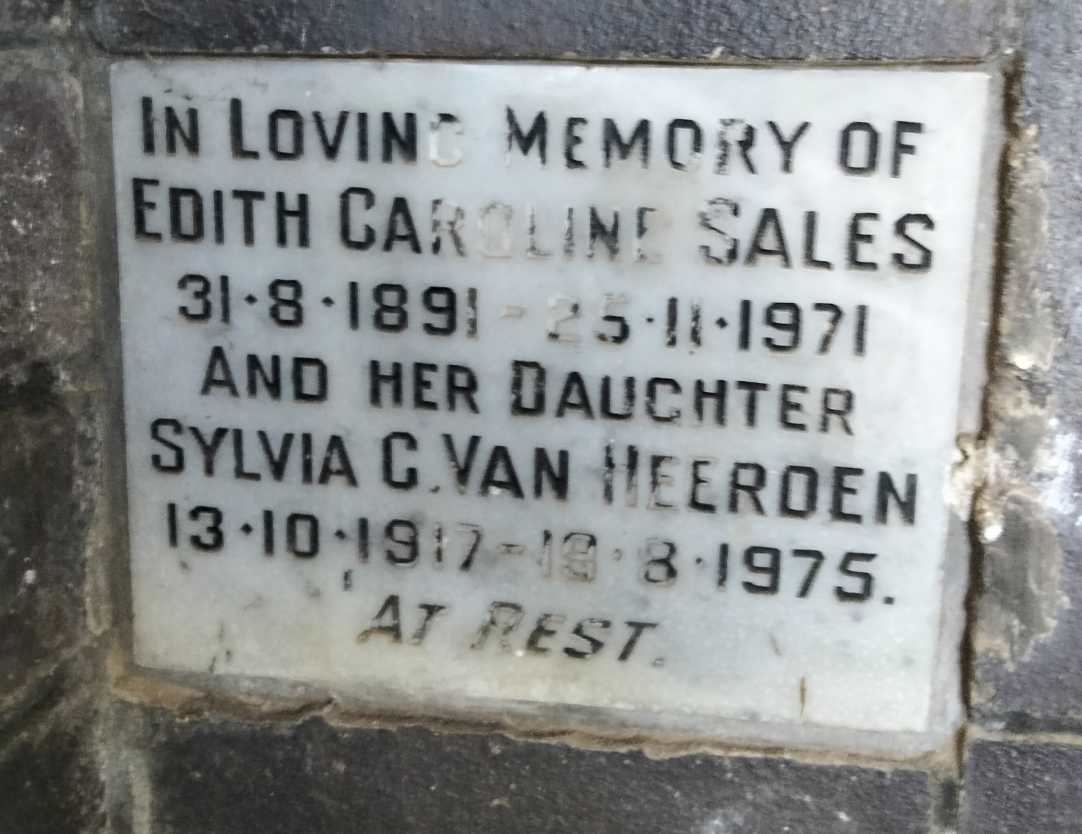 IN LOVING MEMORY OF
EDITH CAROLINE SALES
31·8·1891 - 25·11·1971
AND HER DAUGHTER
SYLVIA C. VAN HEERDEN
13·10·1917 - 19·8·1975.
AT REST.